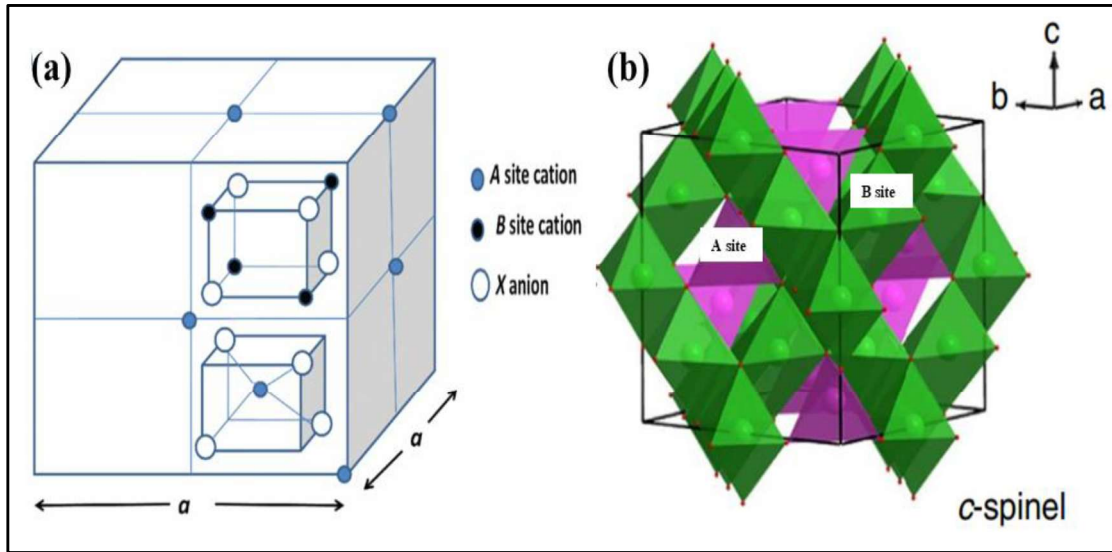 (a)
A site cation
B site cation
X anion
a
a
(b)
c
b
a
A site
B site
c-spinel